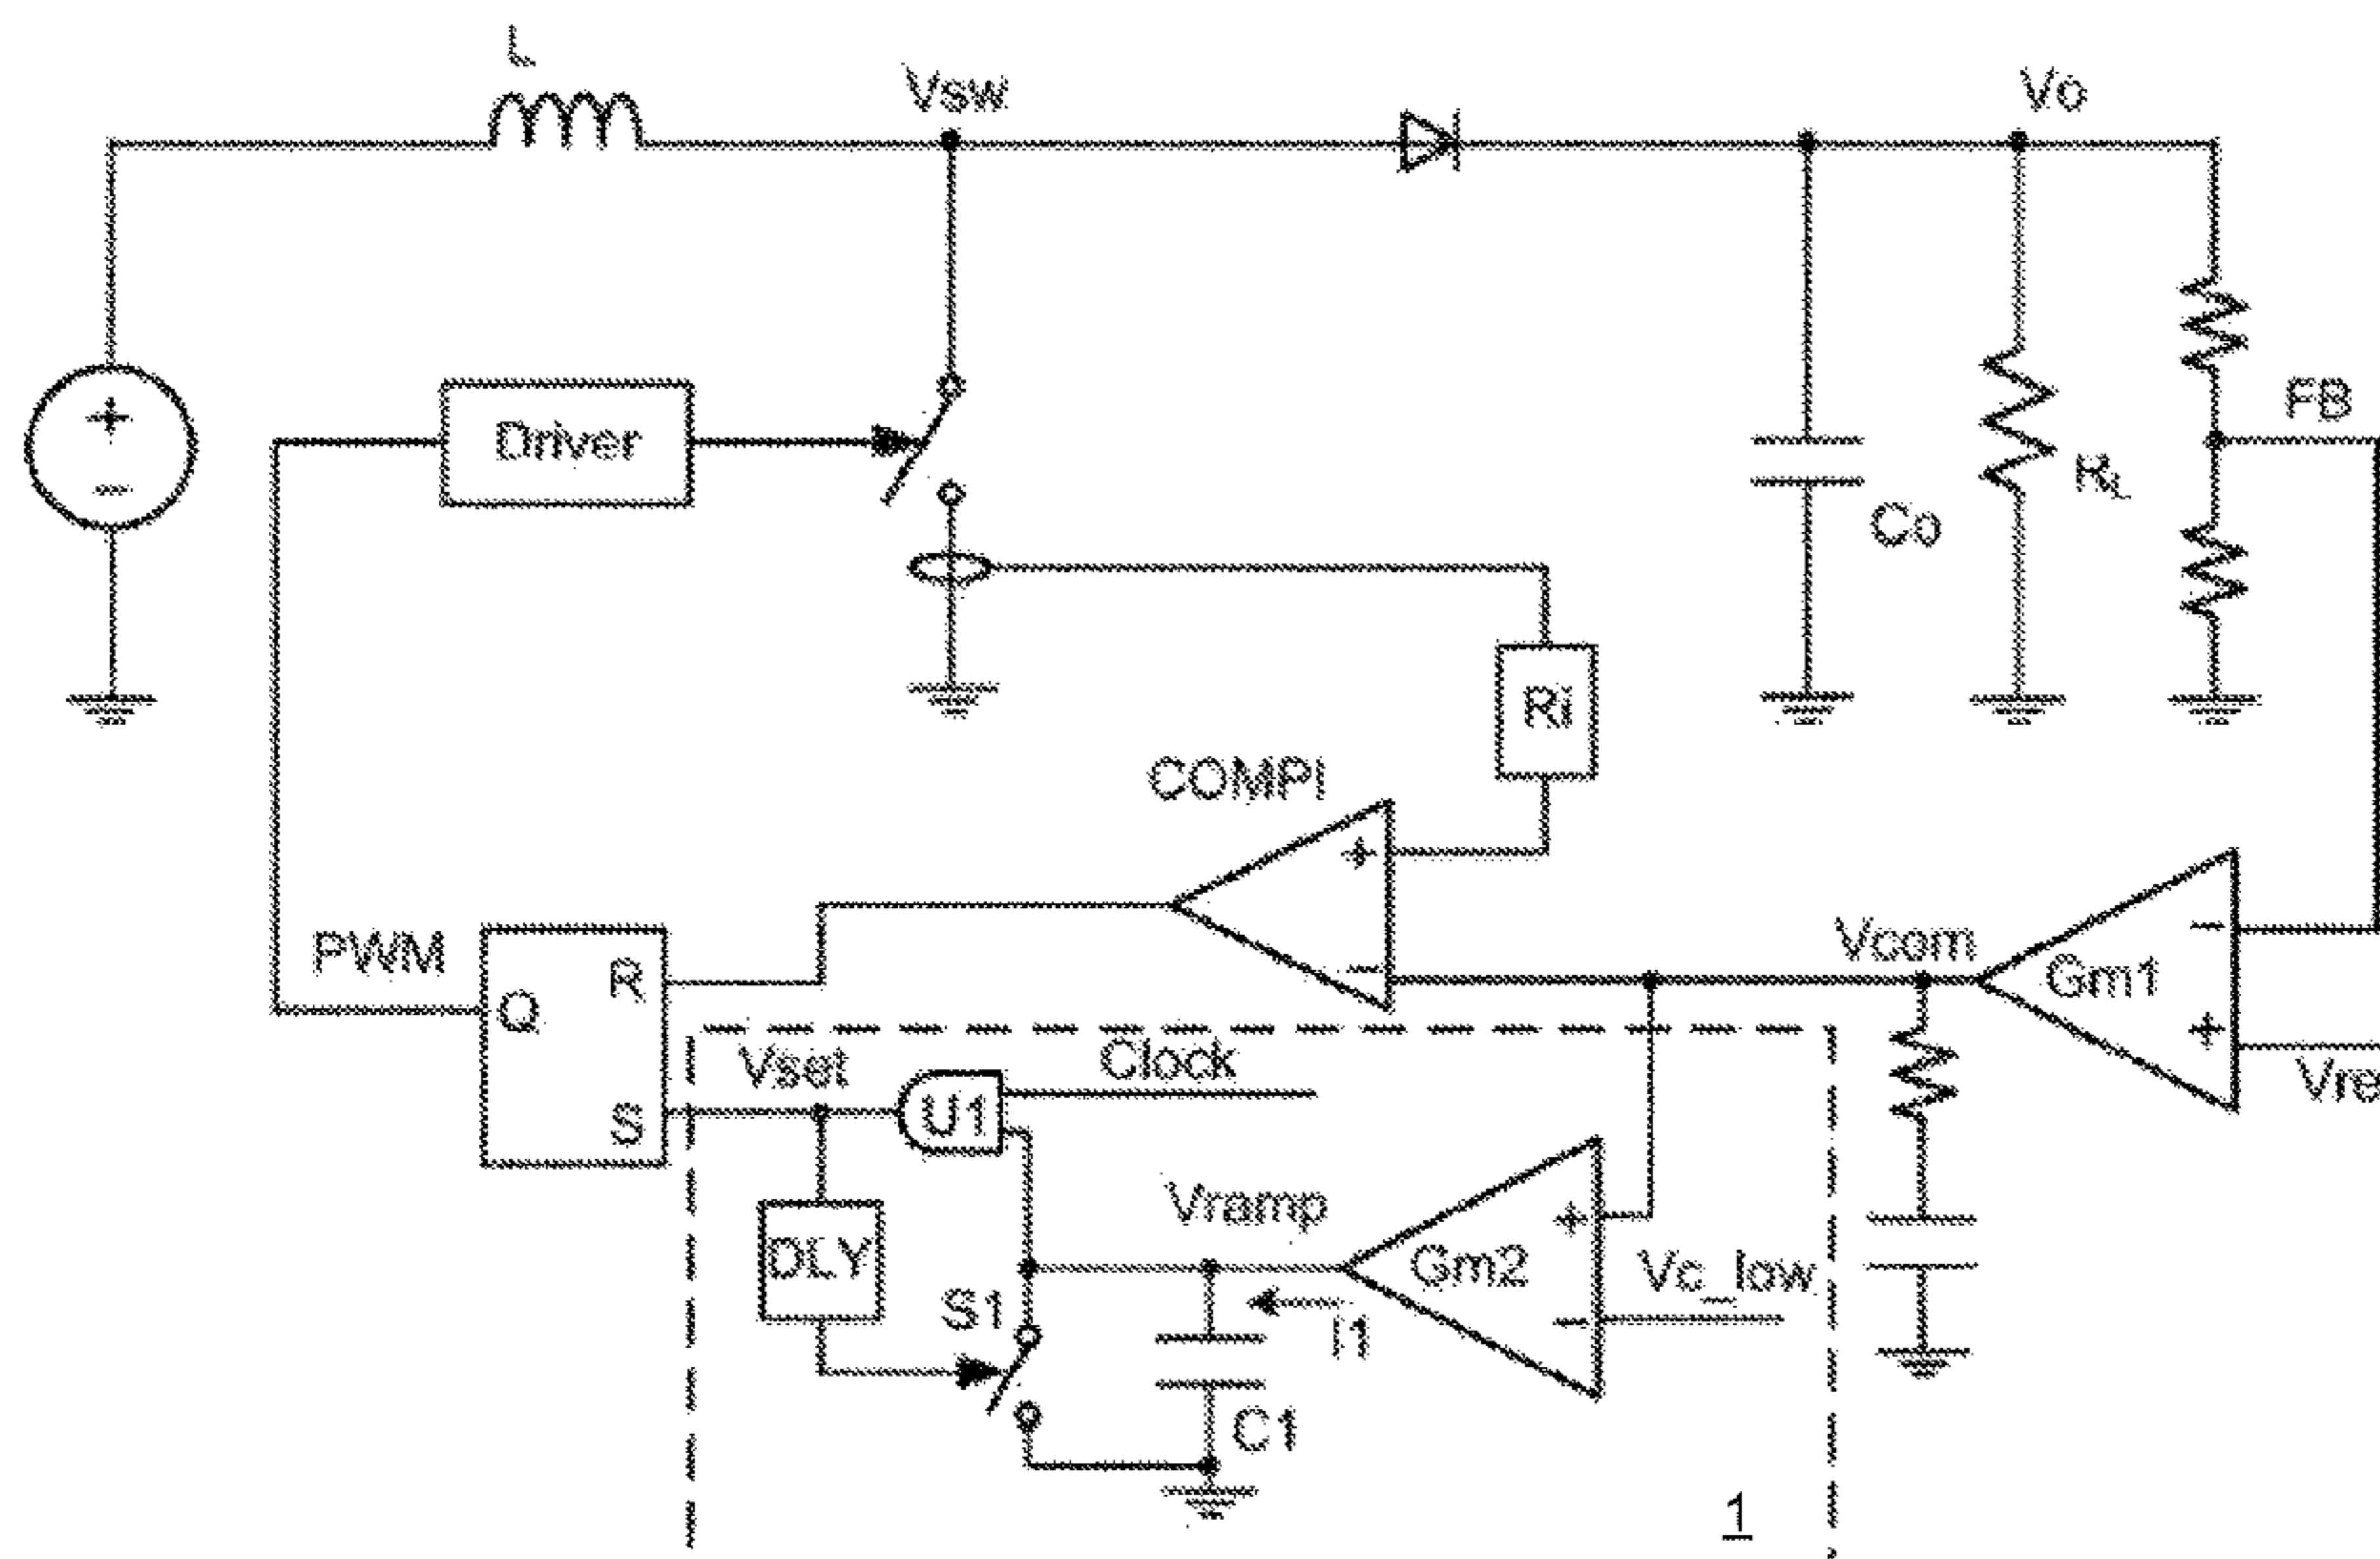 L
Vsw
Vo
+
-
Driver
FB
RL
Co
Ri
COMPI
+
-
Vcom
Gm1
-
+
Vre
PWM
Q
R
S
Vset
Clock
U1
DLY
Vramp
Gm2
+
-
Vc_low
S1
I1
C1
1